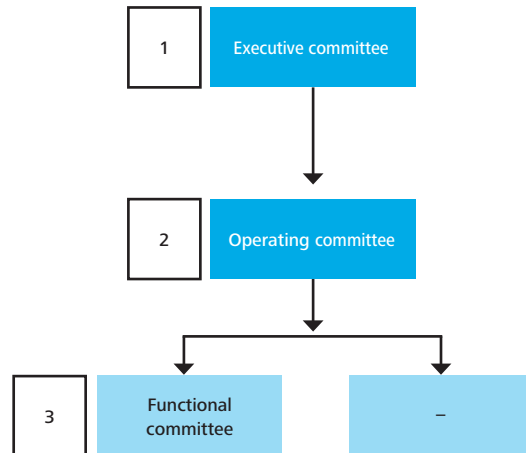 1
Executive committee
2
Operating committee
3
Functional
committee
–